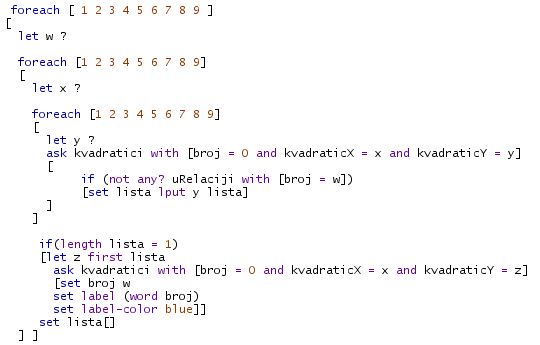 foreach [ 1 2 3 4 5 6 7 8 9 ]
[
let w ?
foreach [1 2 3 4 5 6 7 8 9]
[
let x ?
foreach [1 2 3 4 5 6 7 8 9]
[
let y ?
ask kvadratici with [broj = 0 and kvadraticX = x and kvadraticY = y]
[
if (not any? uRelaciji with [broj = w])
[set lista lput y lista]
]
]
if(length lista = 1)
[let z first lista
ask kvadratici with [broj = 0 and kvadraticX = x and kvadraticY = z]
[set broj w
set label (word broj)
set label-color blue]]
set lista[]
] ]